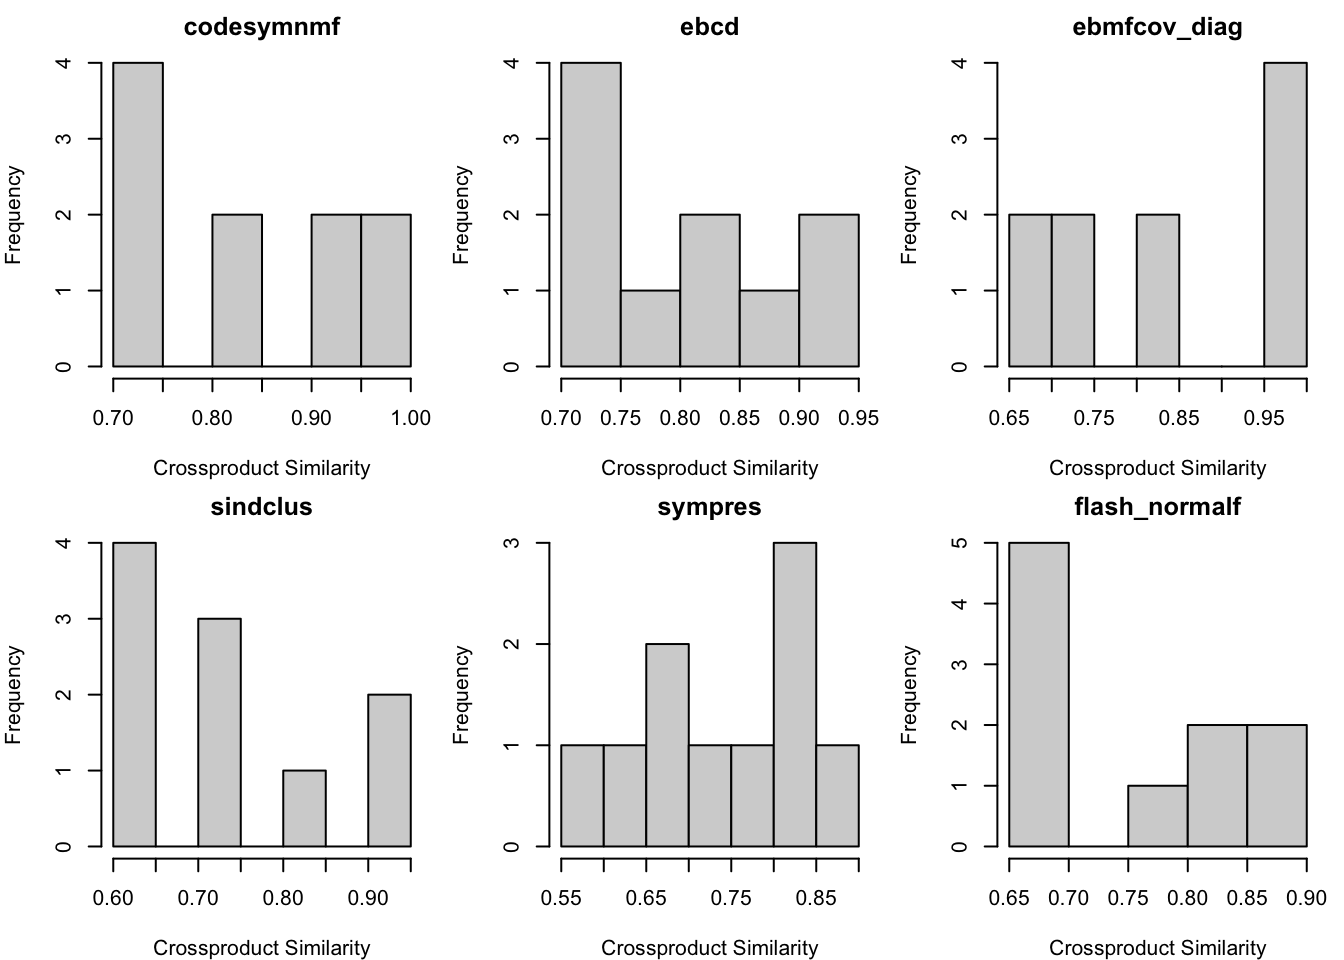 codesymnmf
Frequency
0 1 2 3 4
0.70 0.80 0.90 1.00
Crossproduct Similarity
ebcd
Frequency
0 1 2 3 4
0.70 0.75 0.80 0.85 0.90 0.95
Crossproduct Similarity
ebmfcov_diag
Frequency
0 1 2 3 4
0.65 0.75 0.85 0.95
Crossproduct Similarity
sindclus
Frequency
0 1 2 3 4
0.60 0.70 0.80 0.90
Crossproduct Similarity
sympres
Frequency
0 1 2 3
0.55 0.65 0.75 0.85
Crossproduct Similarity
flash_normalf
Frequency
0 1 2 3 4 5
0.65 0.70 0.75 0.80 0.85 0.90
Crossproduct Similarity